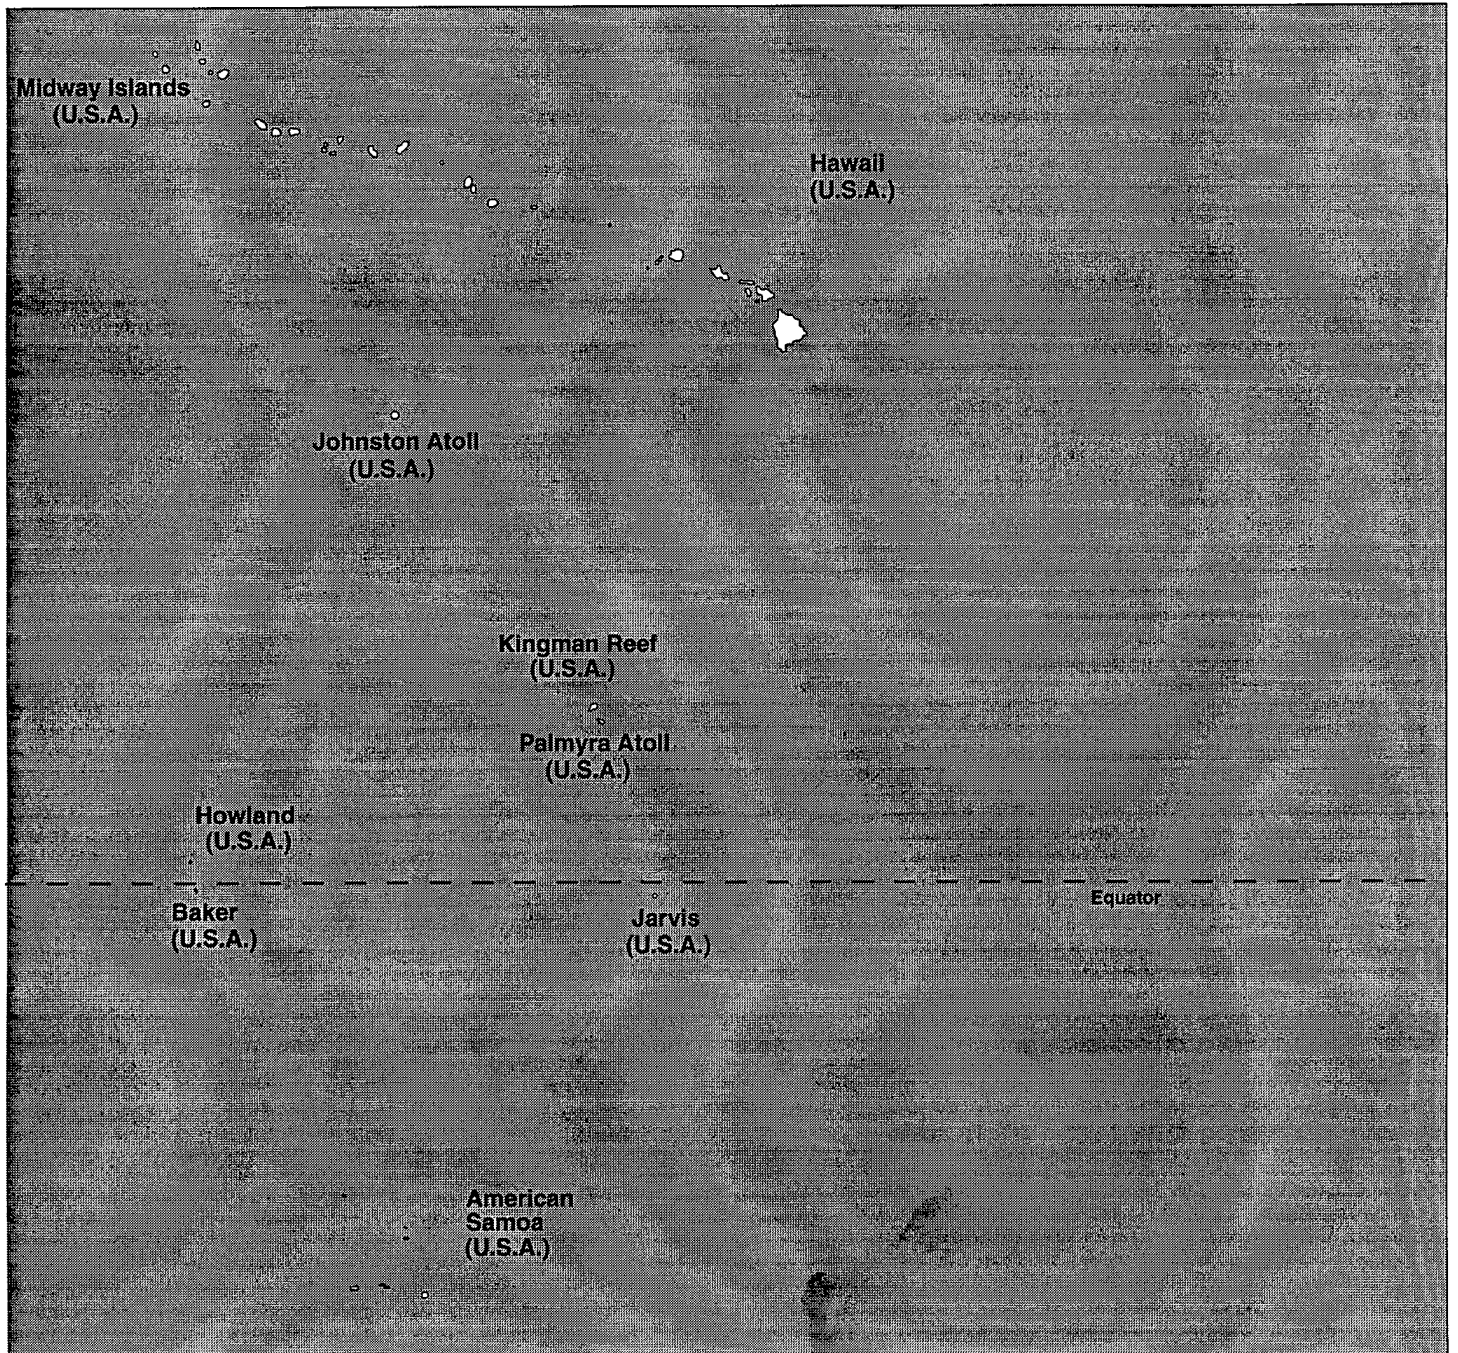 Midway Islands
(U.S.A.)
Hawaii
(U.S.A.)
Johnston Atoll
(U.S.A.)
Kingman Reef
(U.S.A.)
Palmyra Atoll
(U.S.A.)
Howland
(U.S.A.)
Equator
Baker
(U.S.A.)
Jarvis
(U.S.A.)
American
Samoa
(U.S.A.)